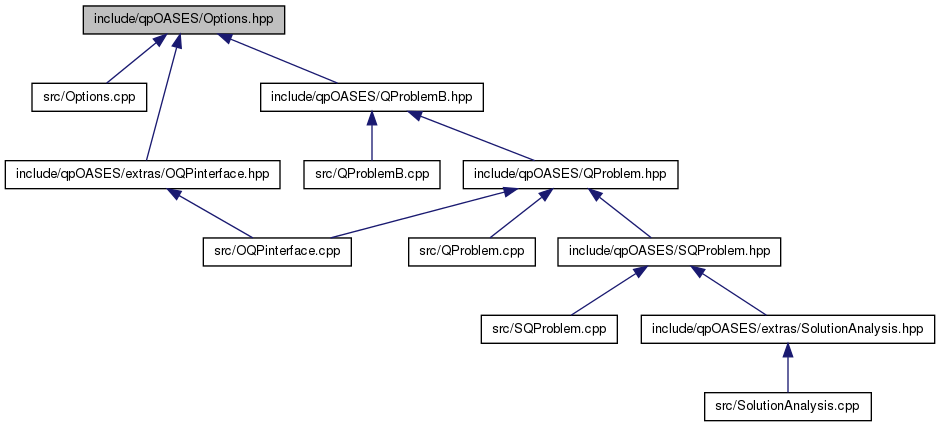 include/qpOASES/Options.hpp
src/Options.cpp
include/qpOASES/QProblemB.hpp
include/qpOASES/extras/OQPinterface.hpp
src/QProblemB.cpp
include/qpOASES/QProblem.hpp
src/OQPinterface.cpp
src/QProblem.cpp
include/qpOASES/SQProblem.hpp
src/SQProblem.cpp
include/qpOASES/extras/SolutionAnalysis.hpp
src/SolutionAnalysis.cpp